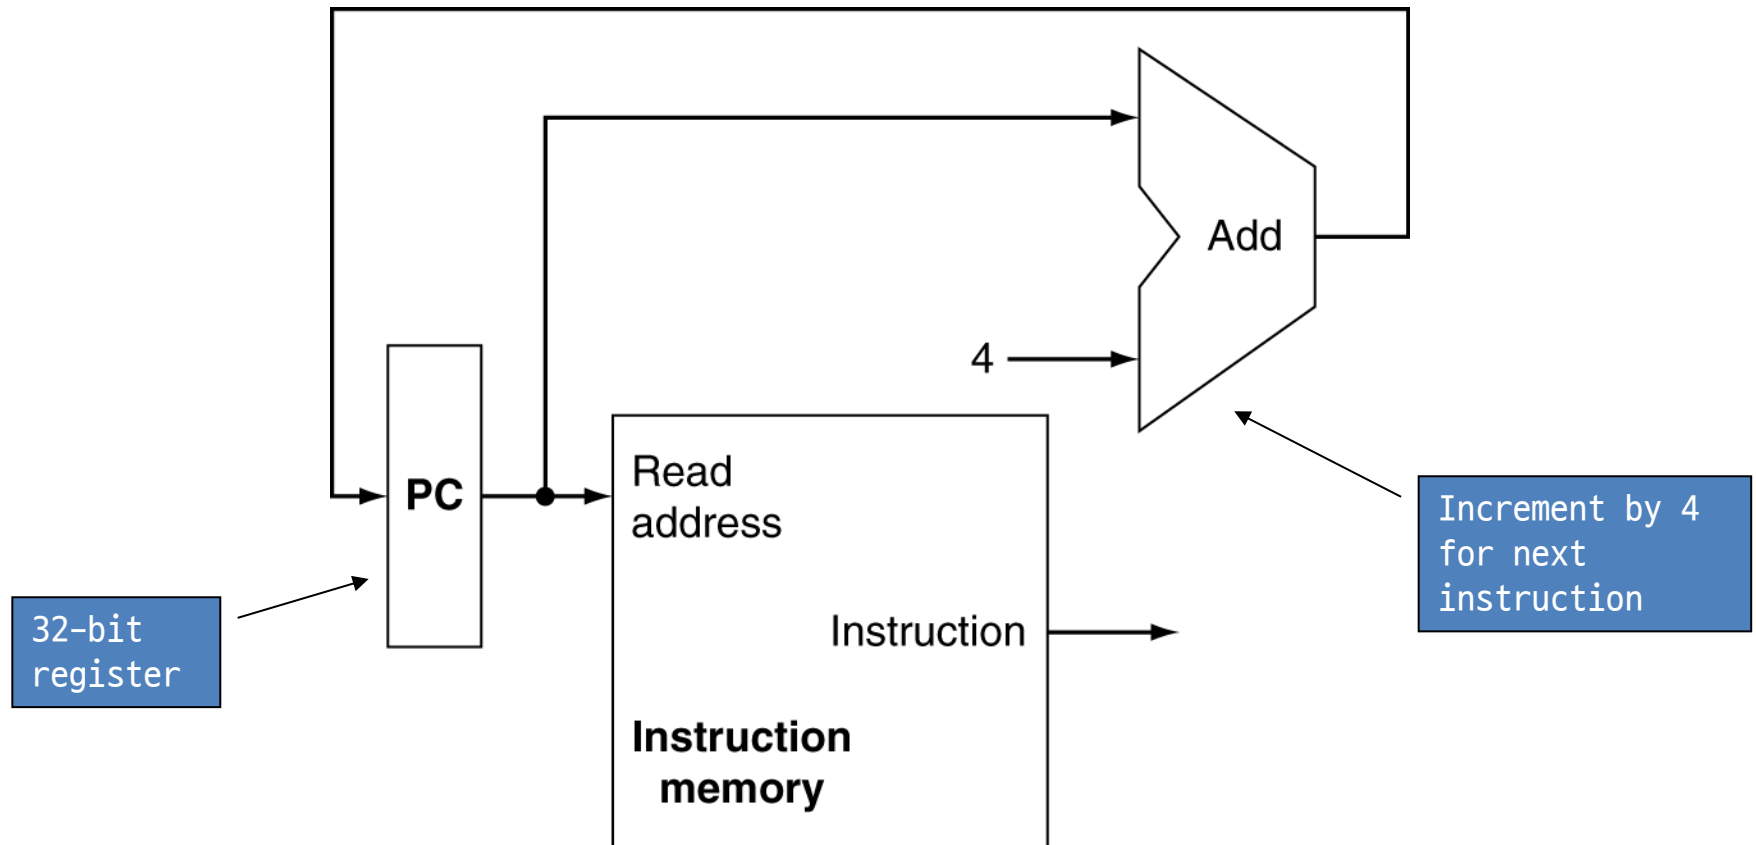 Add
4
PC
Read
address
Instruction
Instruction
memory
32-bit
register
Increment by 4
for next
instruction